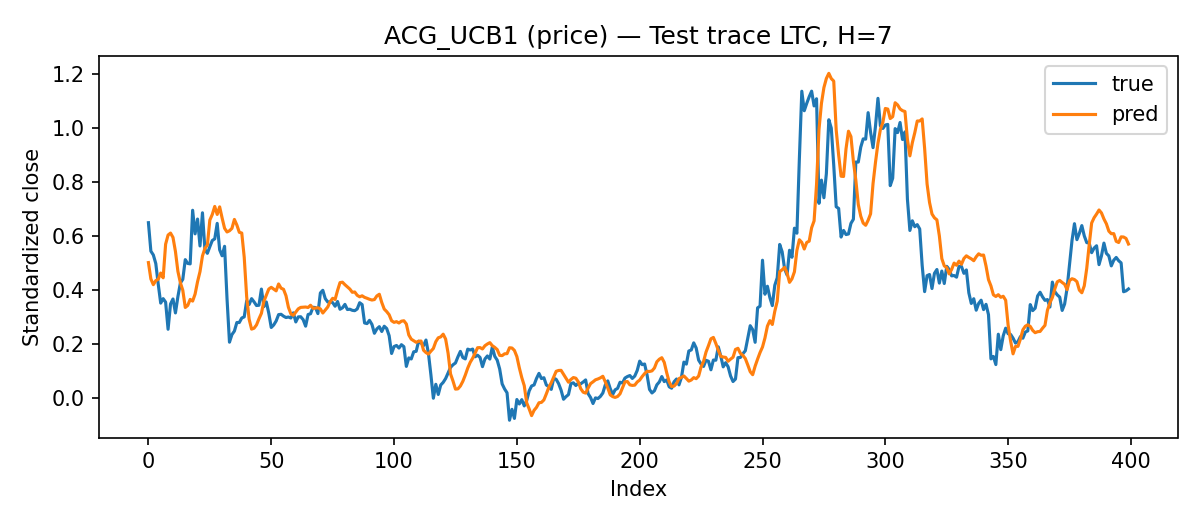 ACG_UCB1 (price) — Test trace LTC, H=7
true
pred
Standardized close
1.2
1.0
0.8
0.6
0.4
0.2
0.0
0 50 100 150 200 250 300 350 400
Index